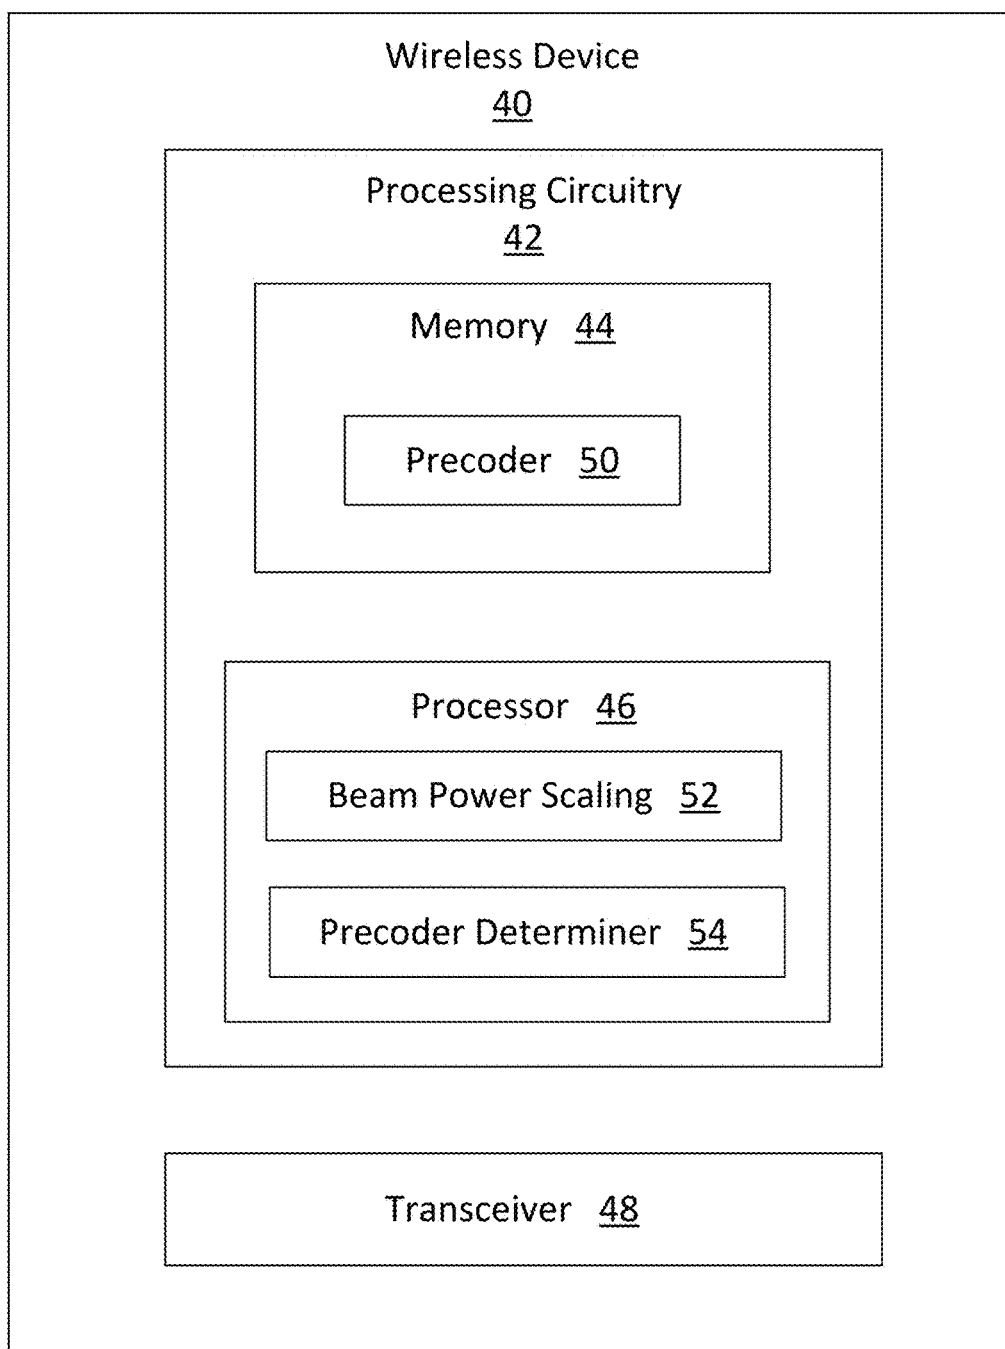 Wireless Device
40
Processing Circuitry
42
Memory 44
Precoder 50
Processor 46
Beam Power Scaling 52
Precoder Determiner 54
Transceiver 48